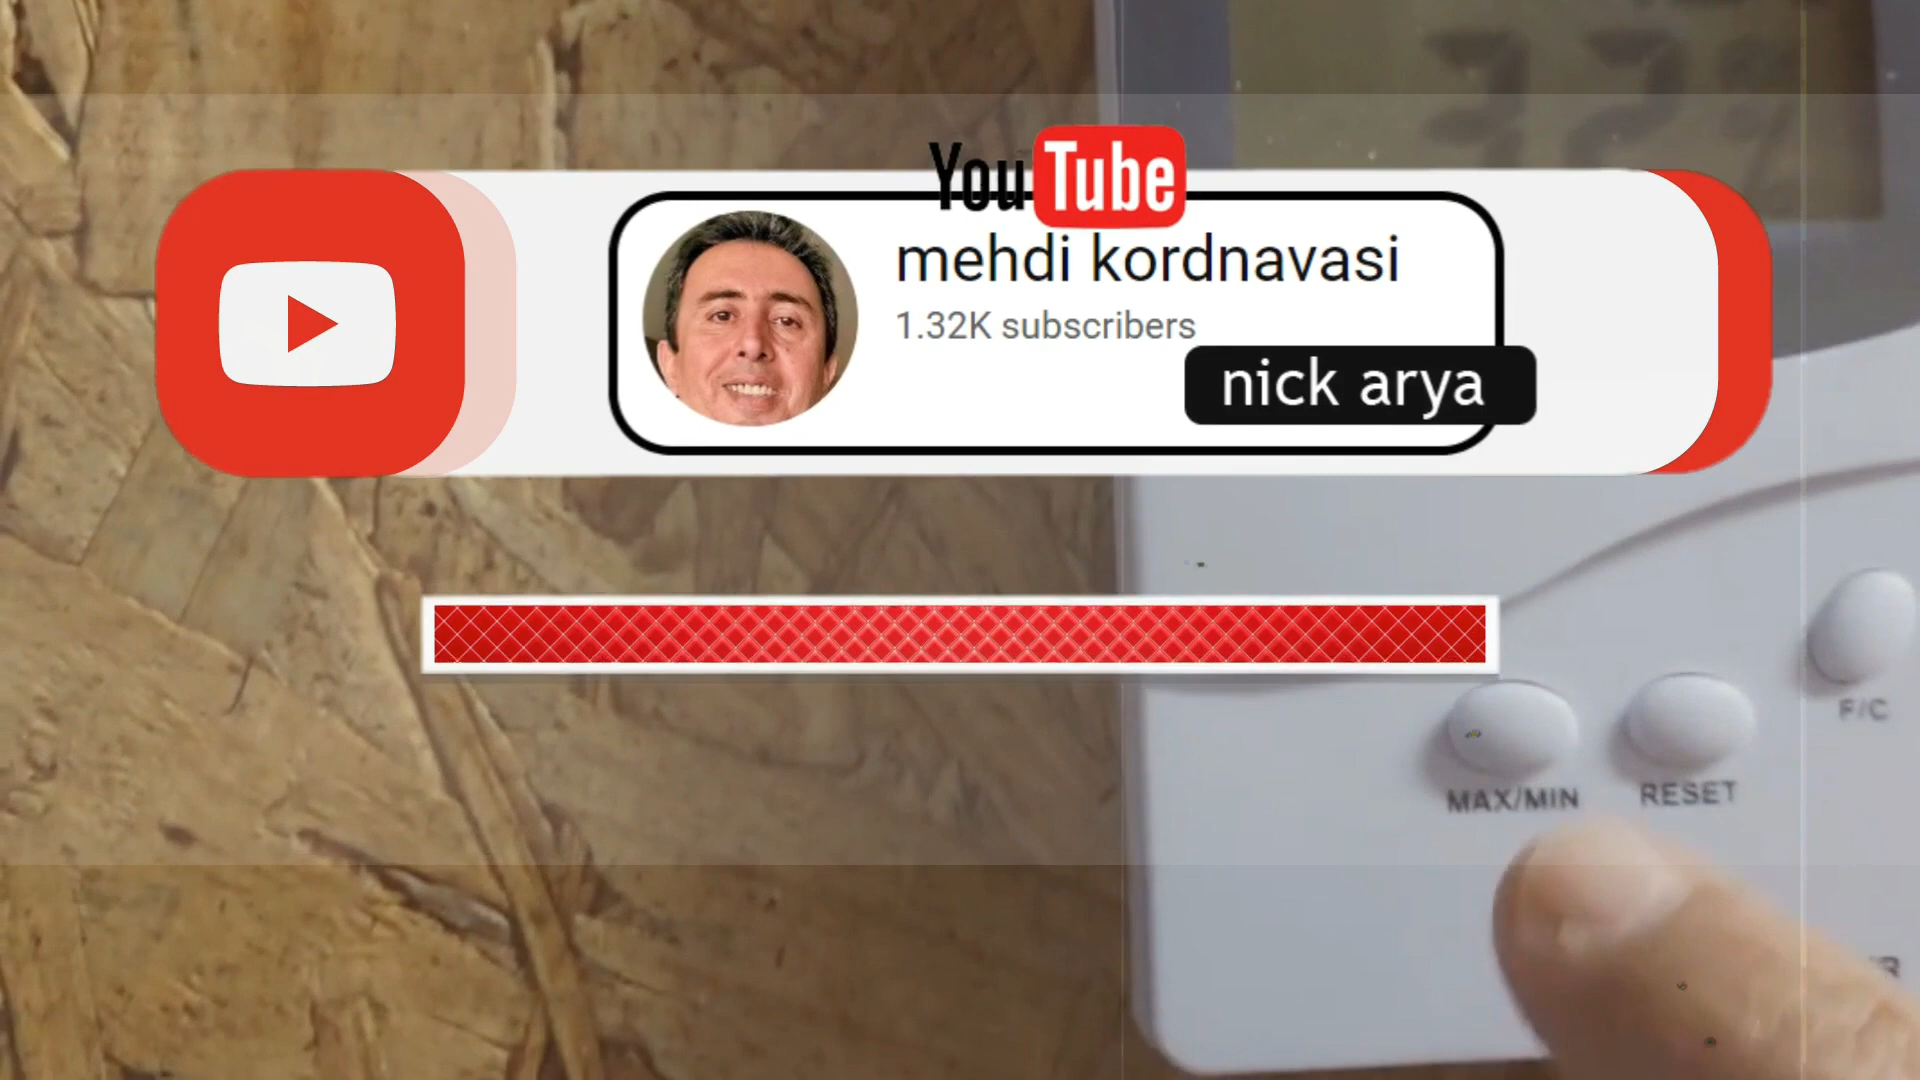 YouTube
mehdi kordnavasi
1.32K subscribers
nick arya
F/C
MAX/MIN
RESET